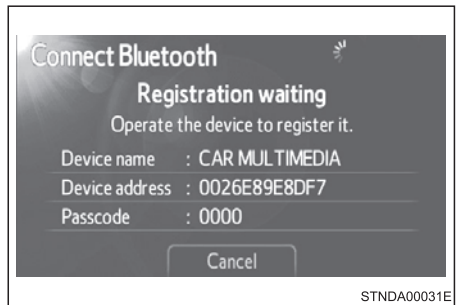 Connect Bluetooth
Registration waiting
Operate the device to register it.
Device name : CAR MULTIMEDIA
Device address : 0026E89E8DF7
Passcode : 0000
Cancel
STNDA00031E